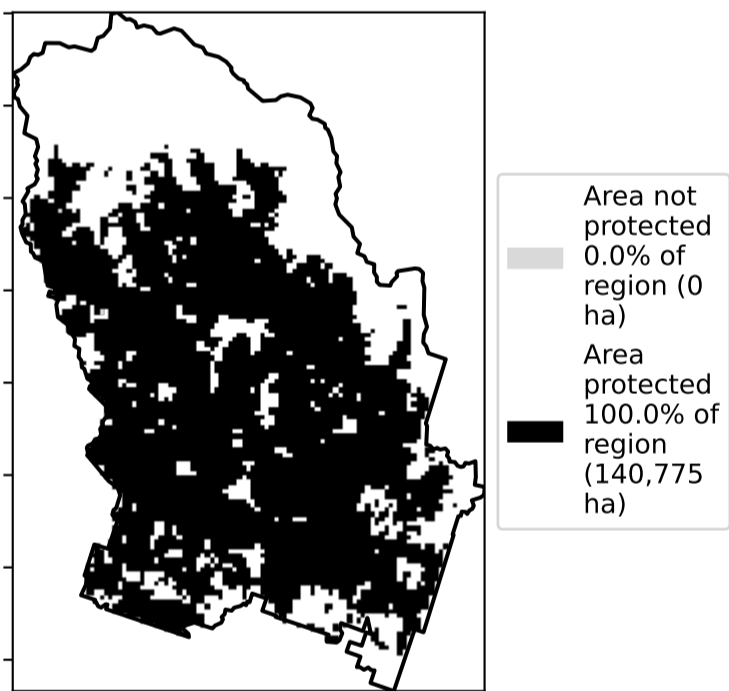 Area not
protected
0.0% of
region (0
ha)
Area
protected
100.0% of
region
(140,775
ha)